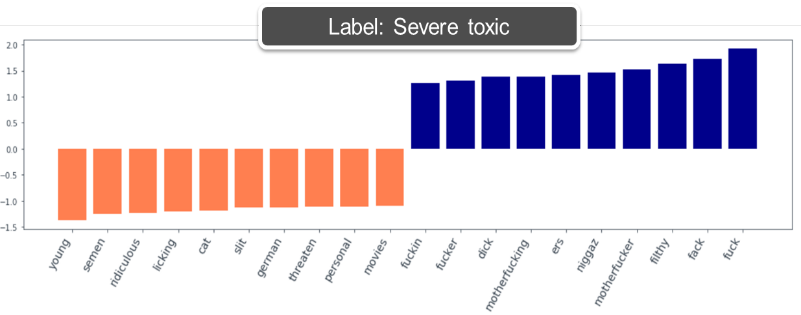 Label: Severe toxic
2.0
1.5
1.0
0.5
0.0
−0.5
−1.0
−1.5
young
semen
ridiculous
licking
cat
slit
german
threaten
personal
movies
fuckin
fucker
dick
motherfucking
ers
niggaz
motherfucker
filthy
fack
fuck